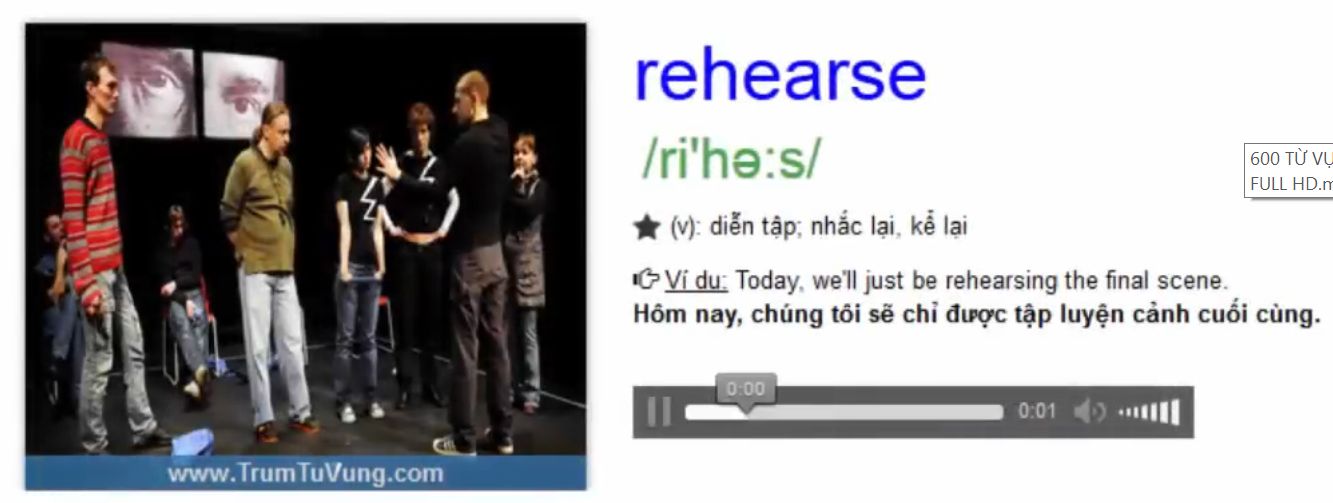 rehearse
/ri'hə:s/
(v): diễn tập; nhắc lại, kể lại
Ví dụ: Today, we'll just be rehearsing the final scene.
Hôm nay, chúng tôi sẽ chỉ được tập luyện cảnh cuối cùng.
0:00
0:01
www.TrumTuVung.com
600 TỪ VỰ
FULL HD.m